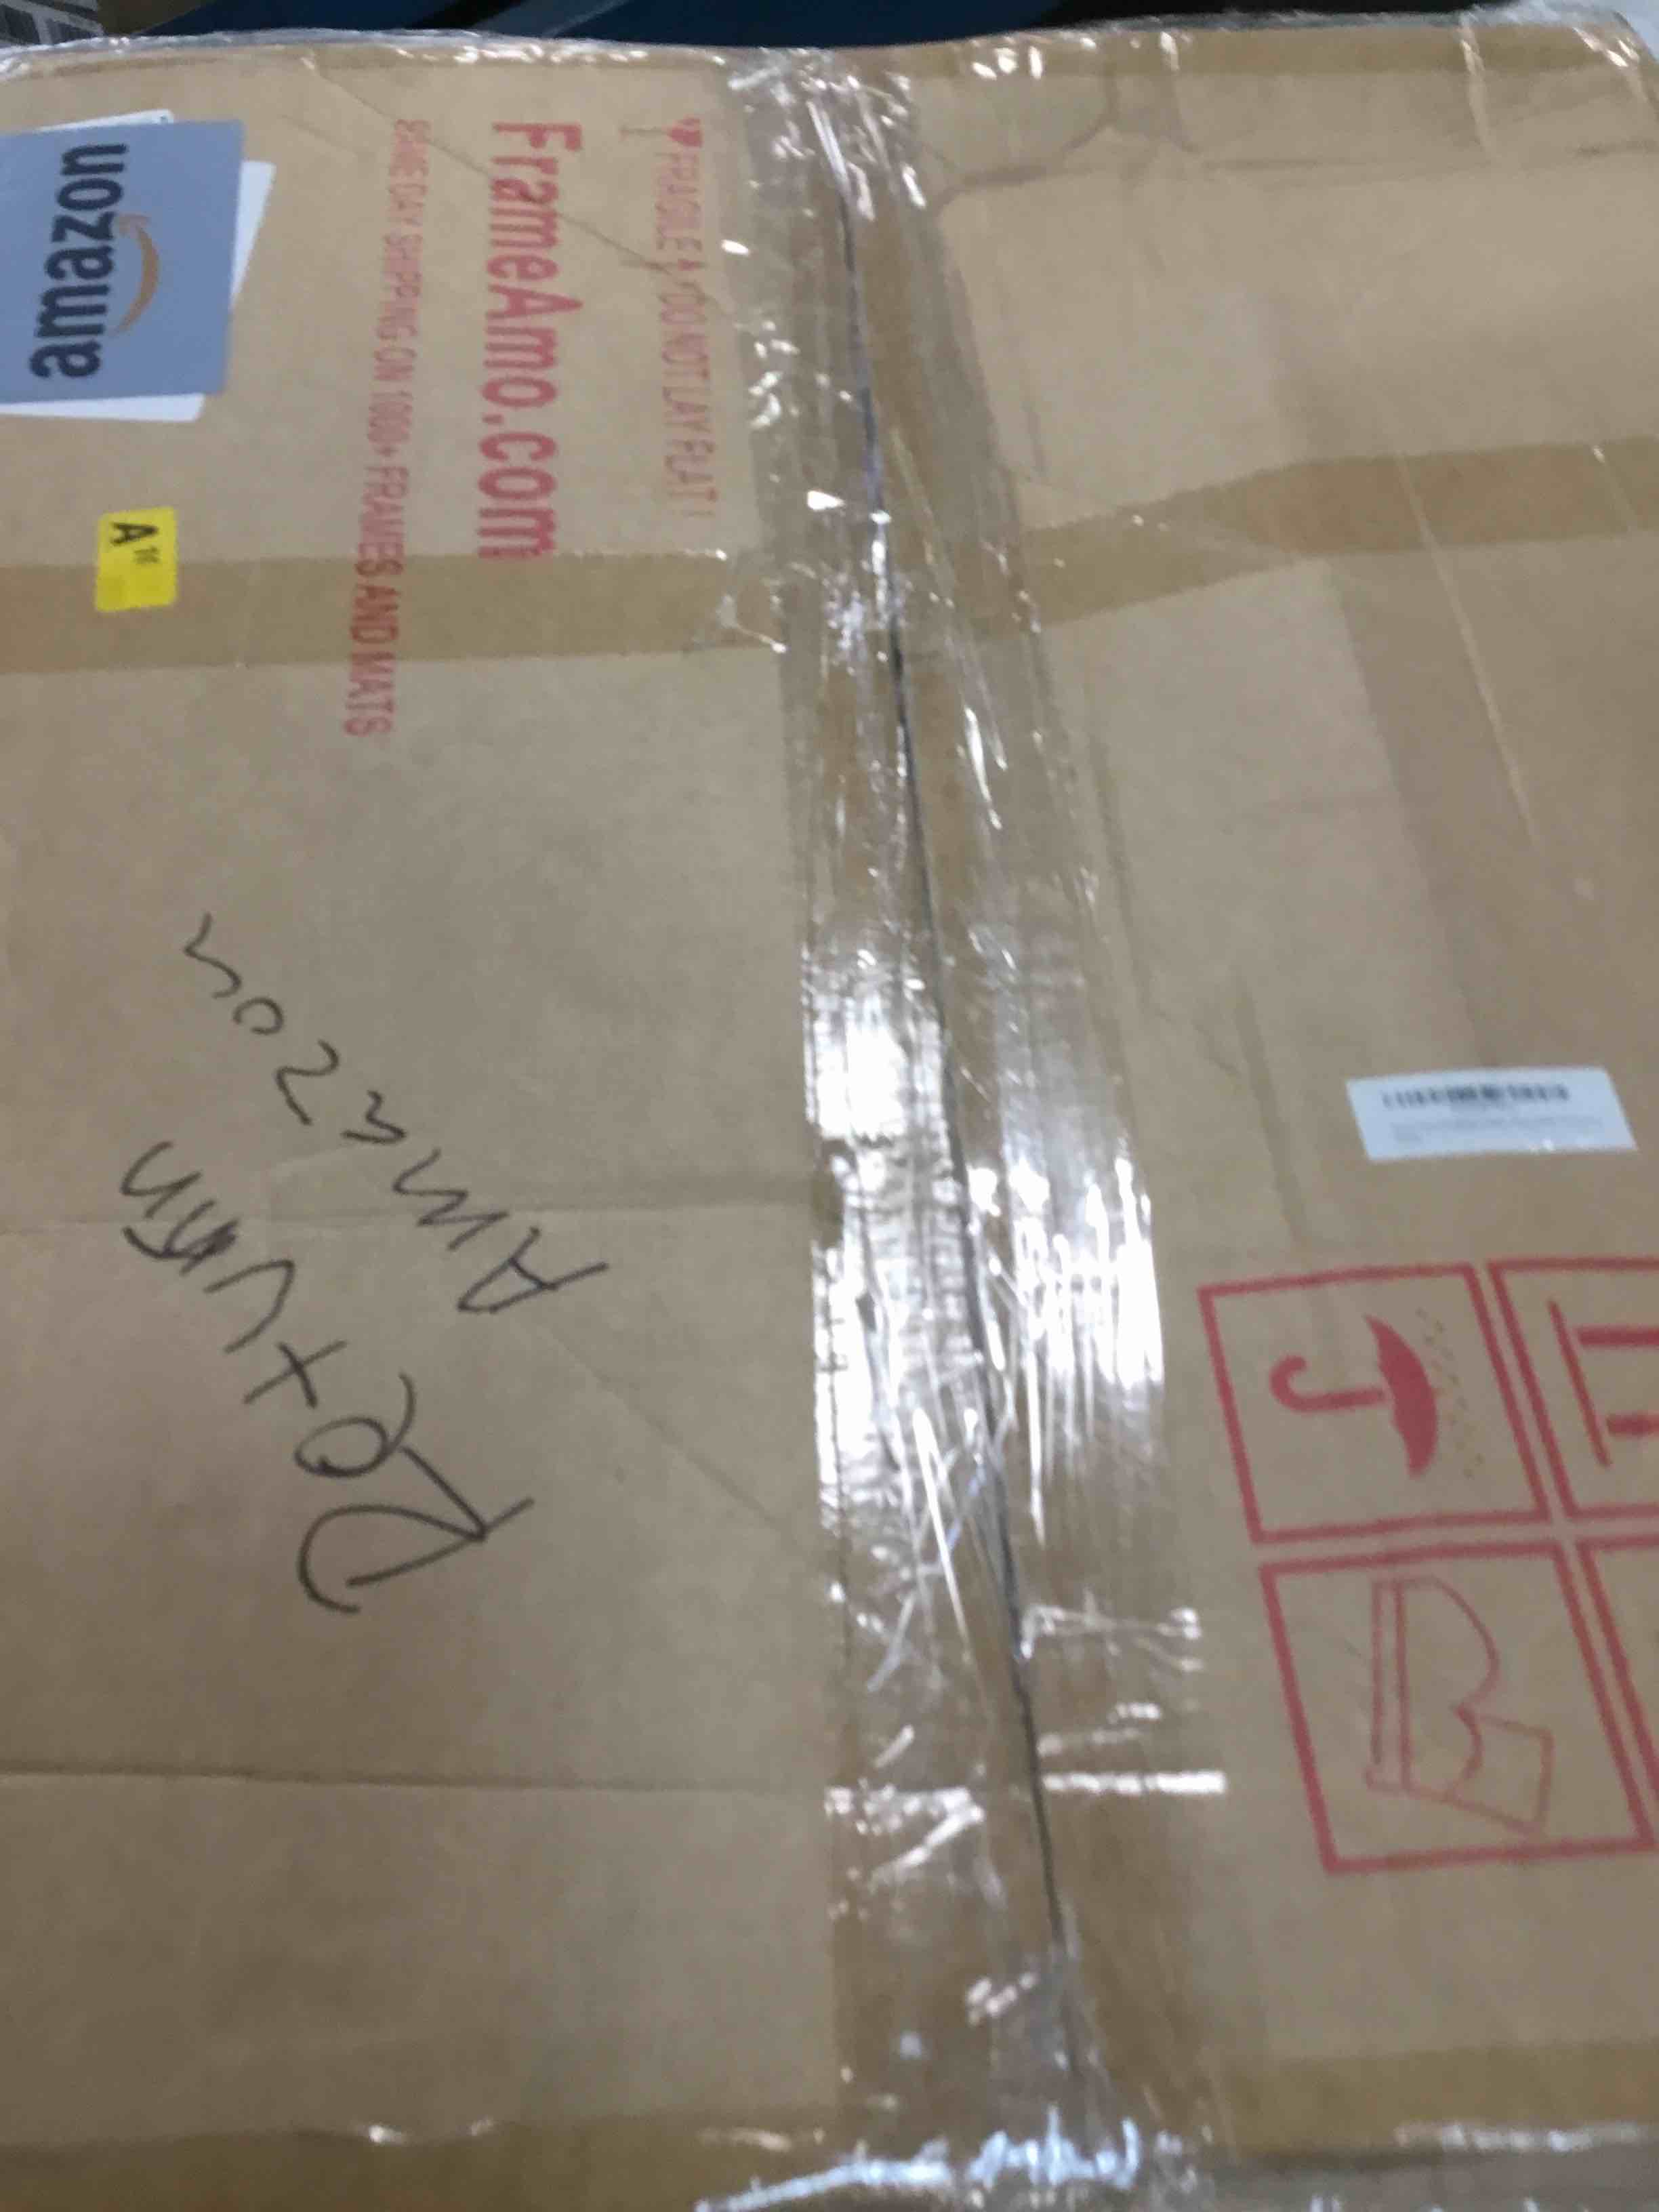 FRAGILE DO NOT LAY FLAT!
FrameAmo.com
SAME DAY SHIPPING ON 1000+ FRAMES AND MATS
amazon
A
Return
Amazon